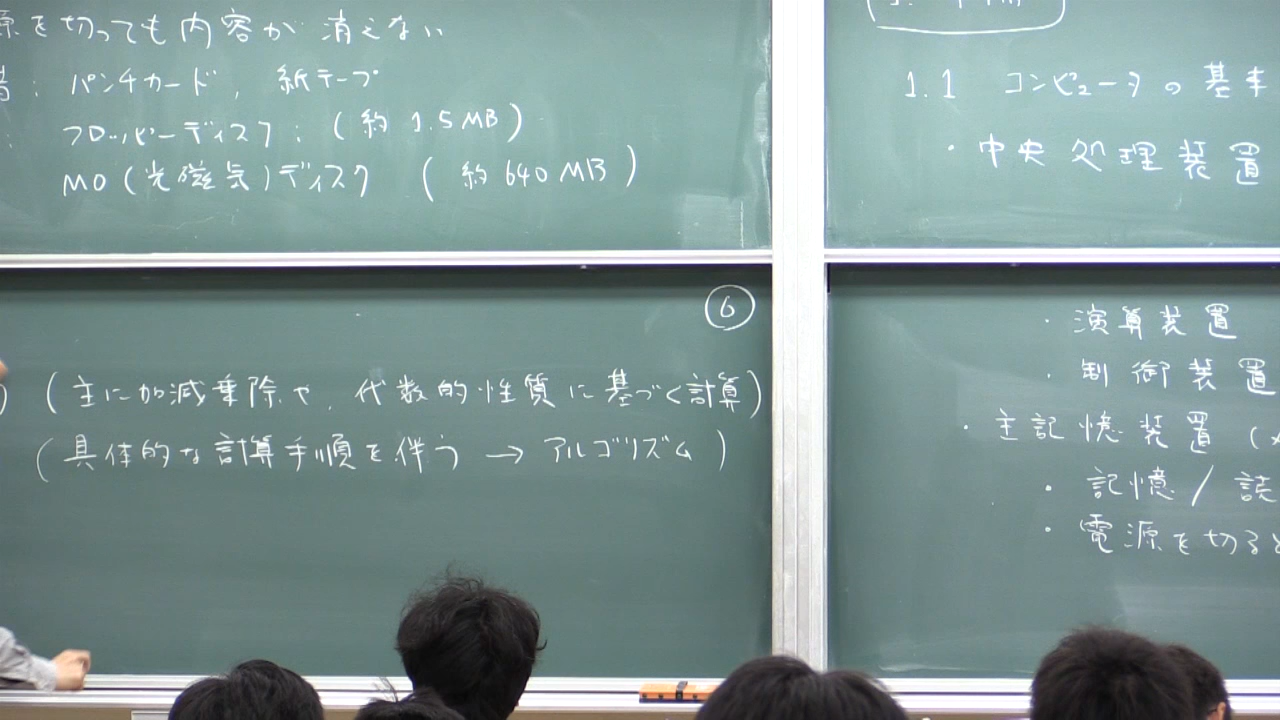 源を切っても内容が消えない
昔: パンチカード, 紙テープ
: フロッピーディスク: (約 1.5MB)
MO(光磁気)ディスク (約 640MB)
⑥
) (主に加減乗除や, 代数的性質に基づく計算)
(具体的な計算手順を伴う → アルゴリズム)
1.1 コンピュータの基本
・中央処理装置
・演算装置
・制御装置
・主記憶装置 (
・記憶/読
・電源を切ると